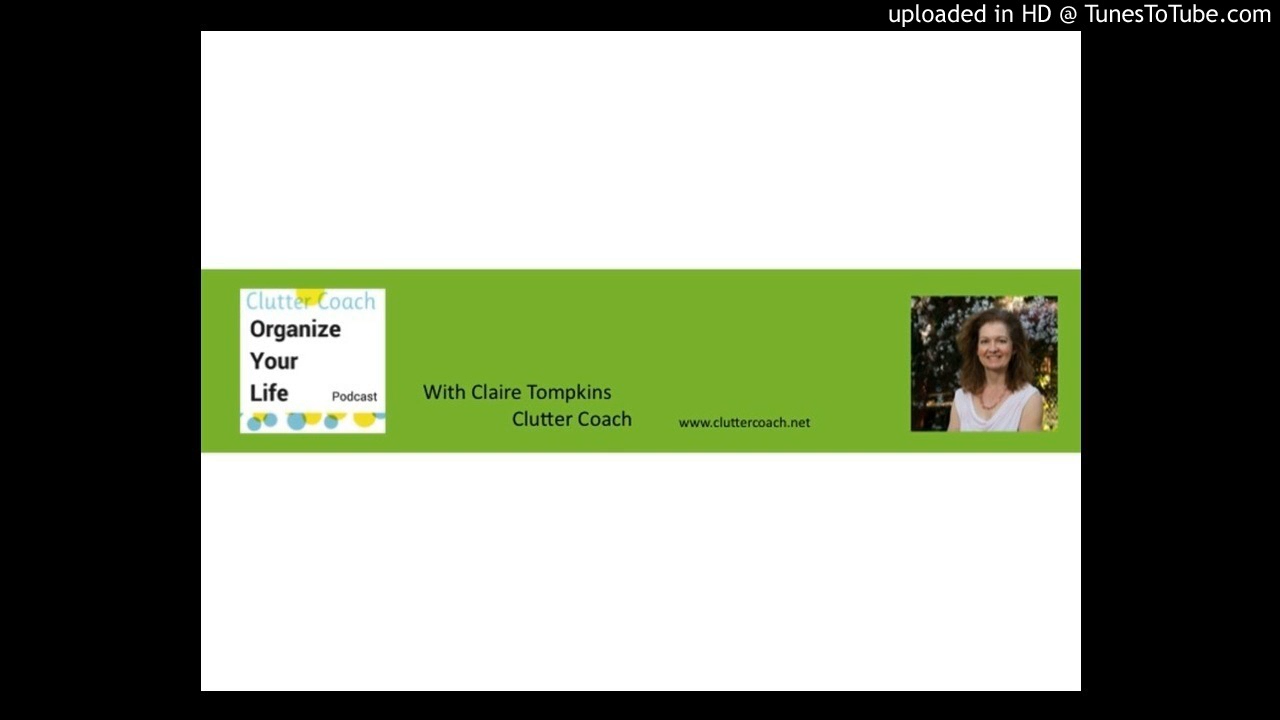 uploaded in HD @ TunesToTube.com
Clutter Coach
Organize
Your
Life
Podcast
With Claire Tompkins
Clutter Coach
www.cluttercoach.net